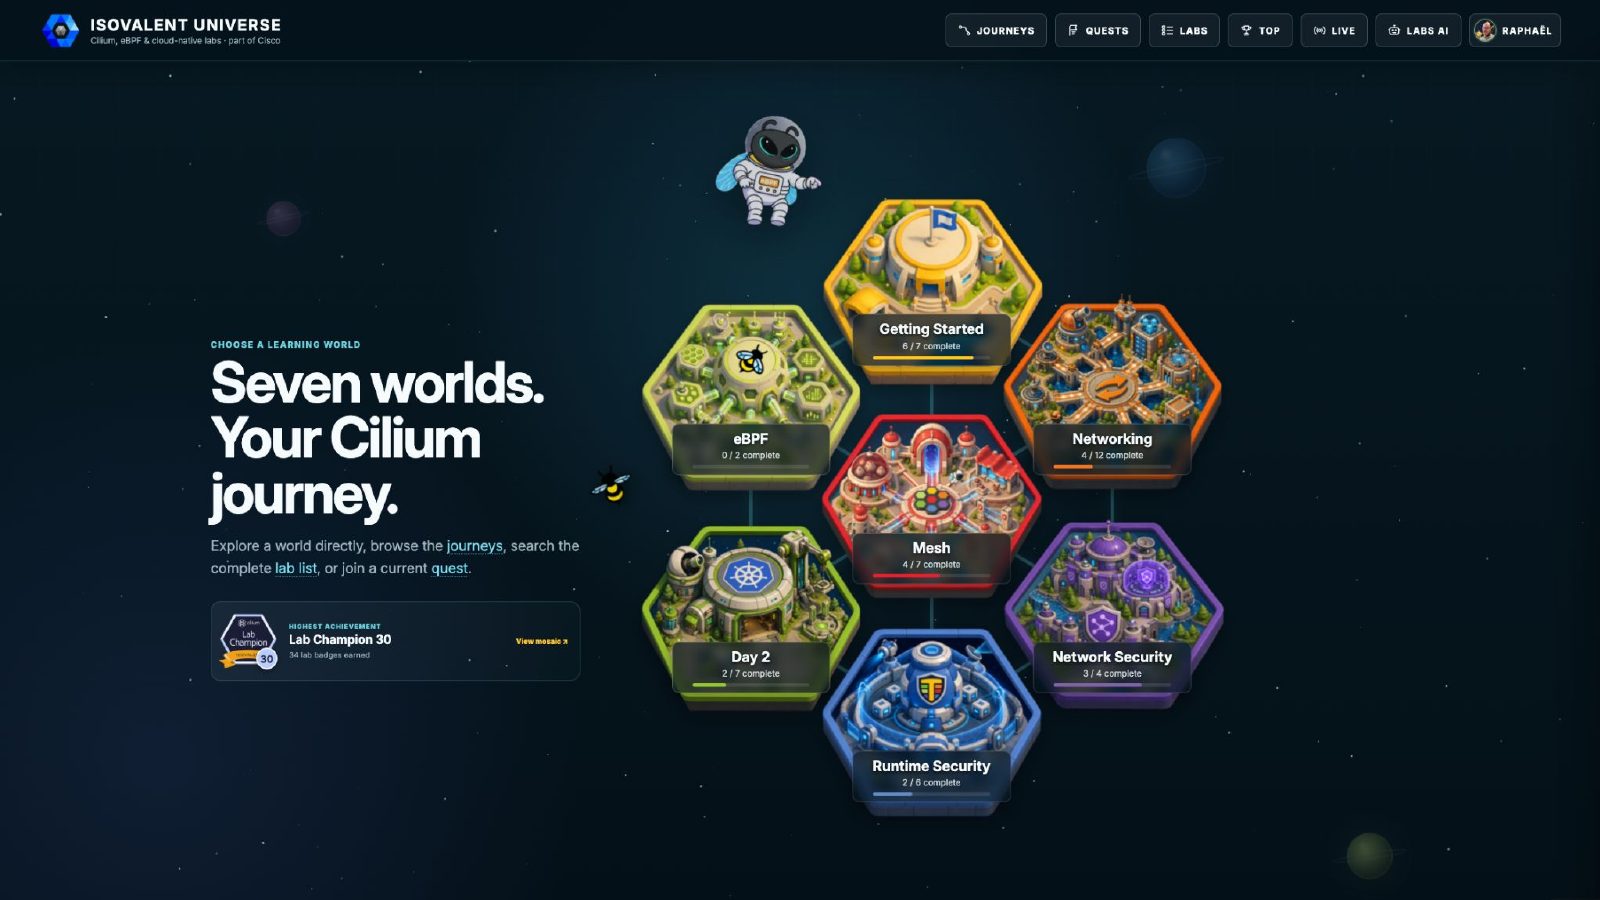 ISOVALENT UNIVERSE
Cilium, eBPF & cloud-native labs · part of Cisco
JOURNEYS
QUESTS
LABS
TOP
LIVE
LABS AI
RAPHAËL
CHOOSE A LEARNING WORLD
Seven worlds.
Your Cilium
journey.
Explore a world directly, browse the journeys, search the
complete lab list, or join a current quest.
cilium
Lab
Champion
30
HIGHEST ACHIEVEMENT
Lab Champion 30
34 lab badges earned
View mosaic ↗
Getting Started
6 / 7 complete
eBPF
0 / 2 complete
Networking
4 / 12 complete
Mesh
4 / 7 complete
Day 2
2 / 7 complete
Network Security
3 / 4 complete
Runtime Security
2 / 6 complete